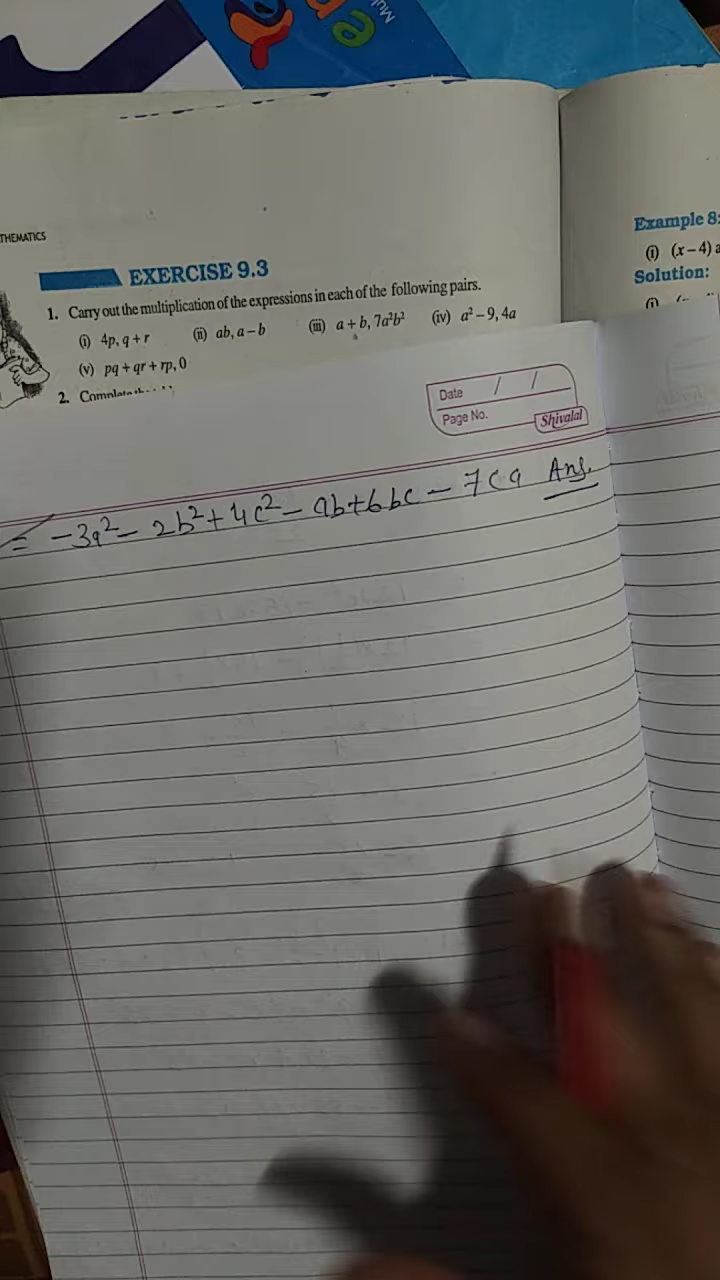 THEMATICS
EXERCISE 9.3
1. Carry out the multiplication of the expressions in each of the following pairs.
(i) 4p, q + r (ii) ab, a – b (iii) a + b, 7a²b² (iv) a² – 9, 4a
(v) pq + qr + rp, 0
2.
Example 8:
(i) (x – 4)
Solution:
(i)
Date / /
Page No.
Shivalal
= -3a² - 2b² + 4c² - ab + 6bc - 7ca Ans.